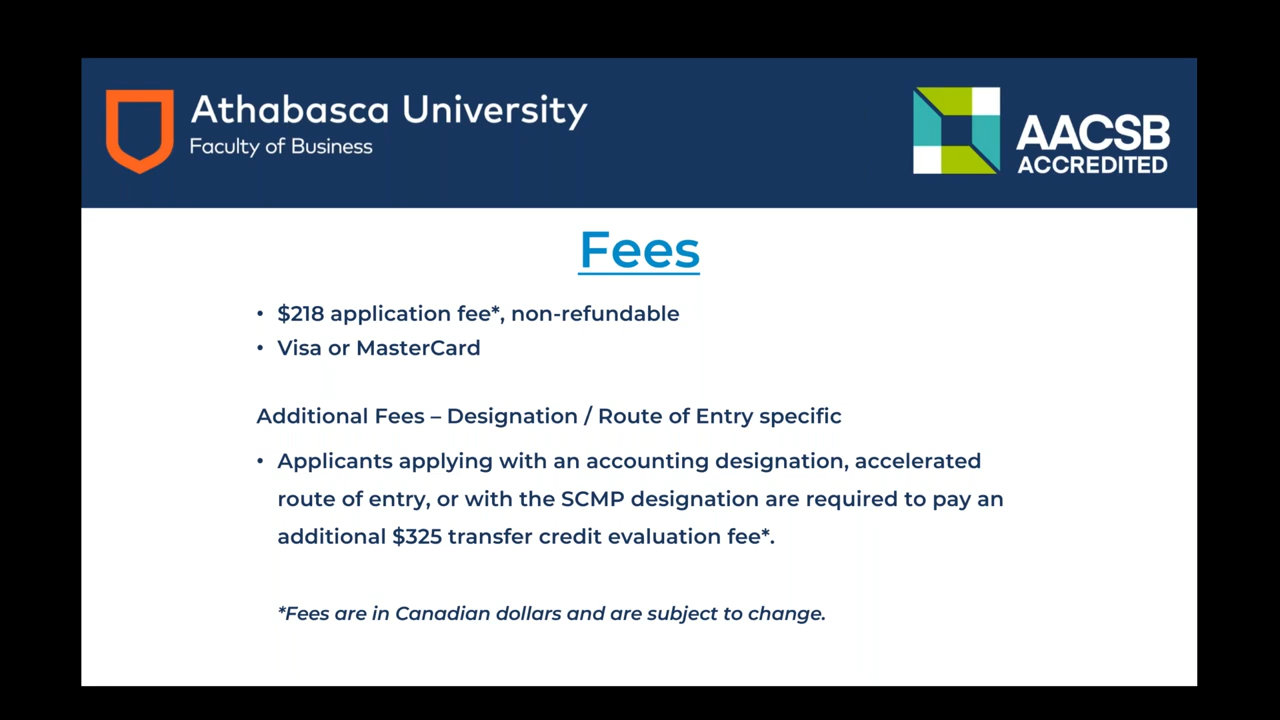 Athabasca University
Faculty of Business
AACSB
ACCREDITED
Fees
• $218 application fee*, non-refundable
• Visa or MasterCard
Additional Fees – Designation / Route of Entry specific
• Applicants applying with an accounting designation, accelerated
route of entry, or with the SCMP designation are required to pay an
additional $325 transfer credit evaluation fee*.
*Fees are in Canadian dollars and are subject to change.